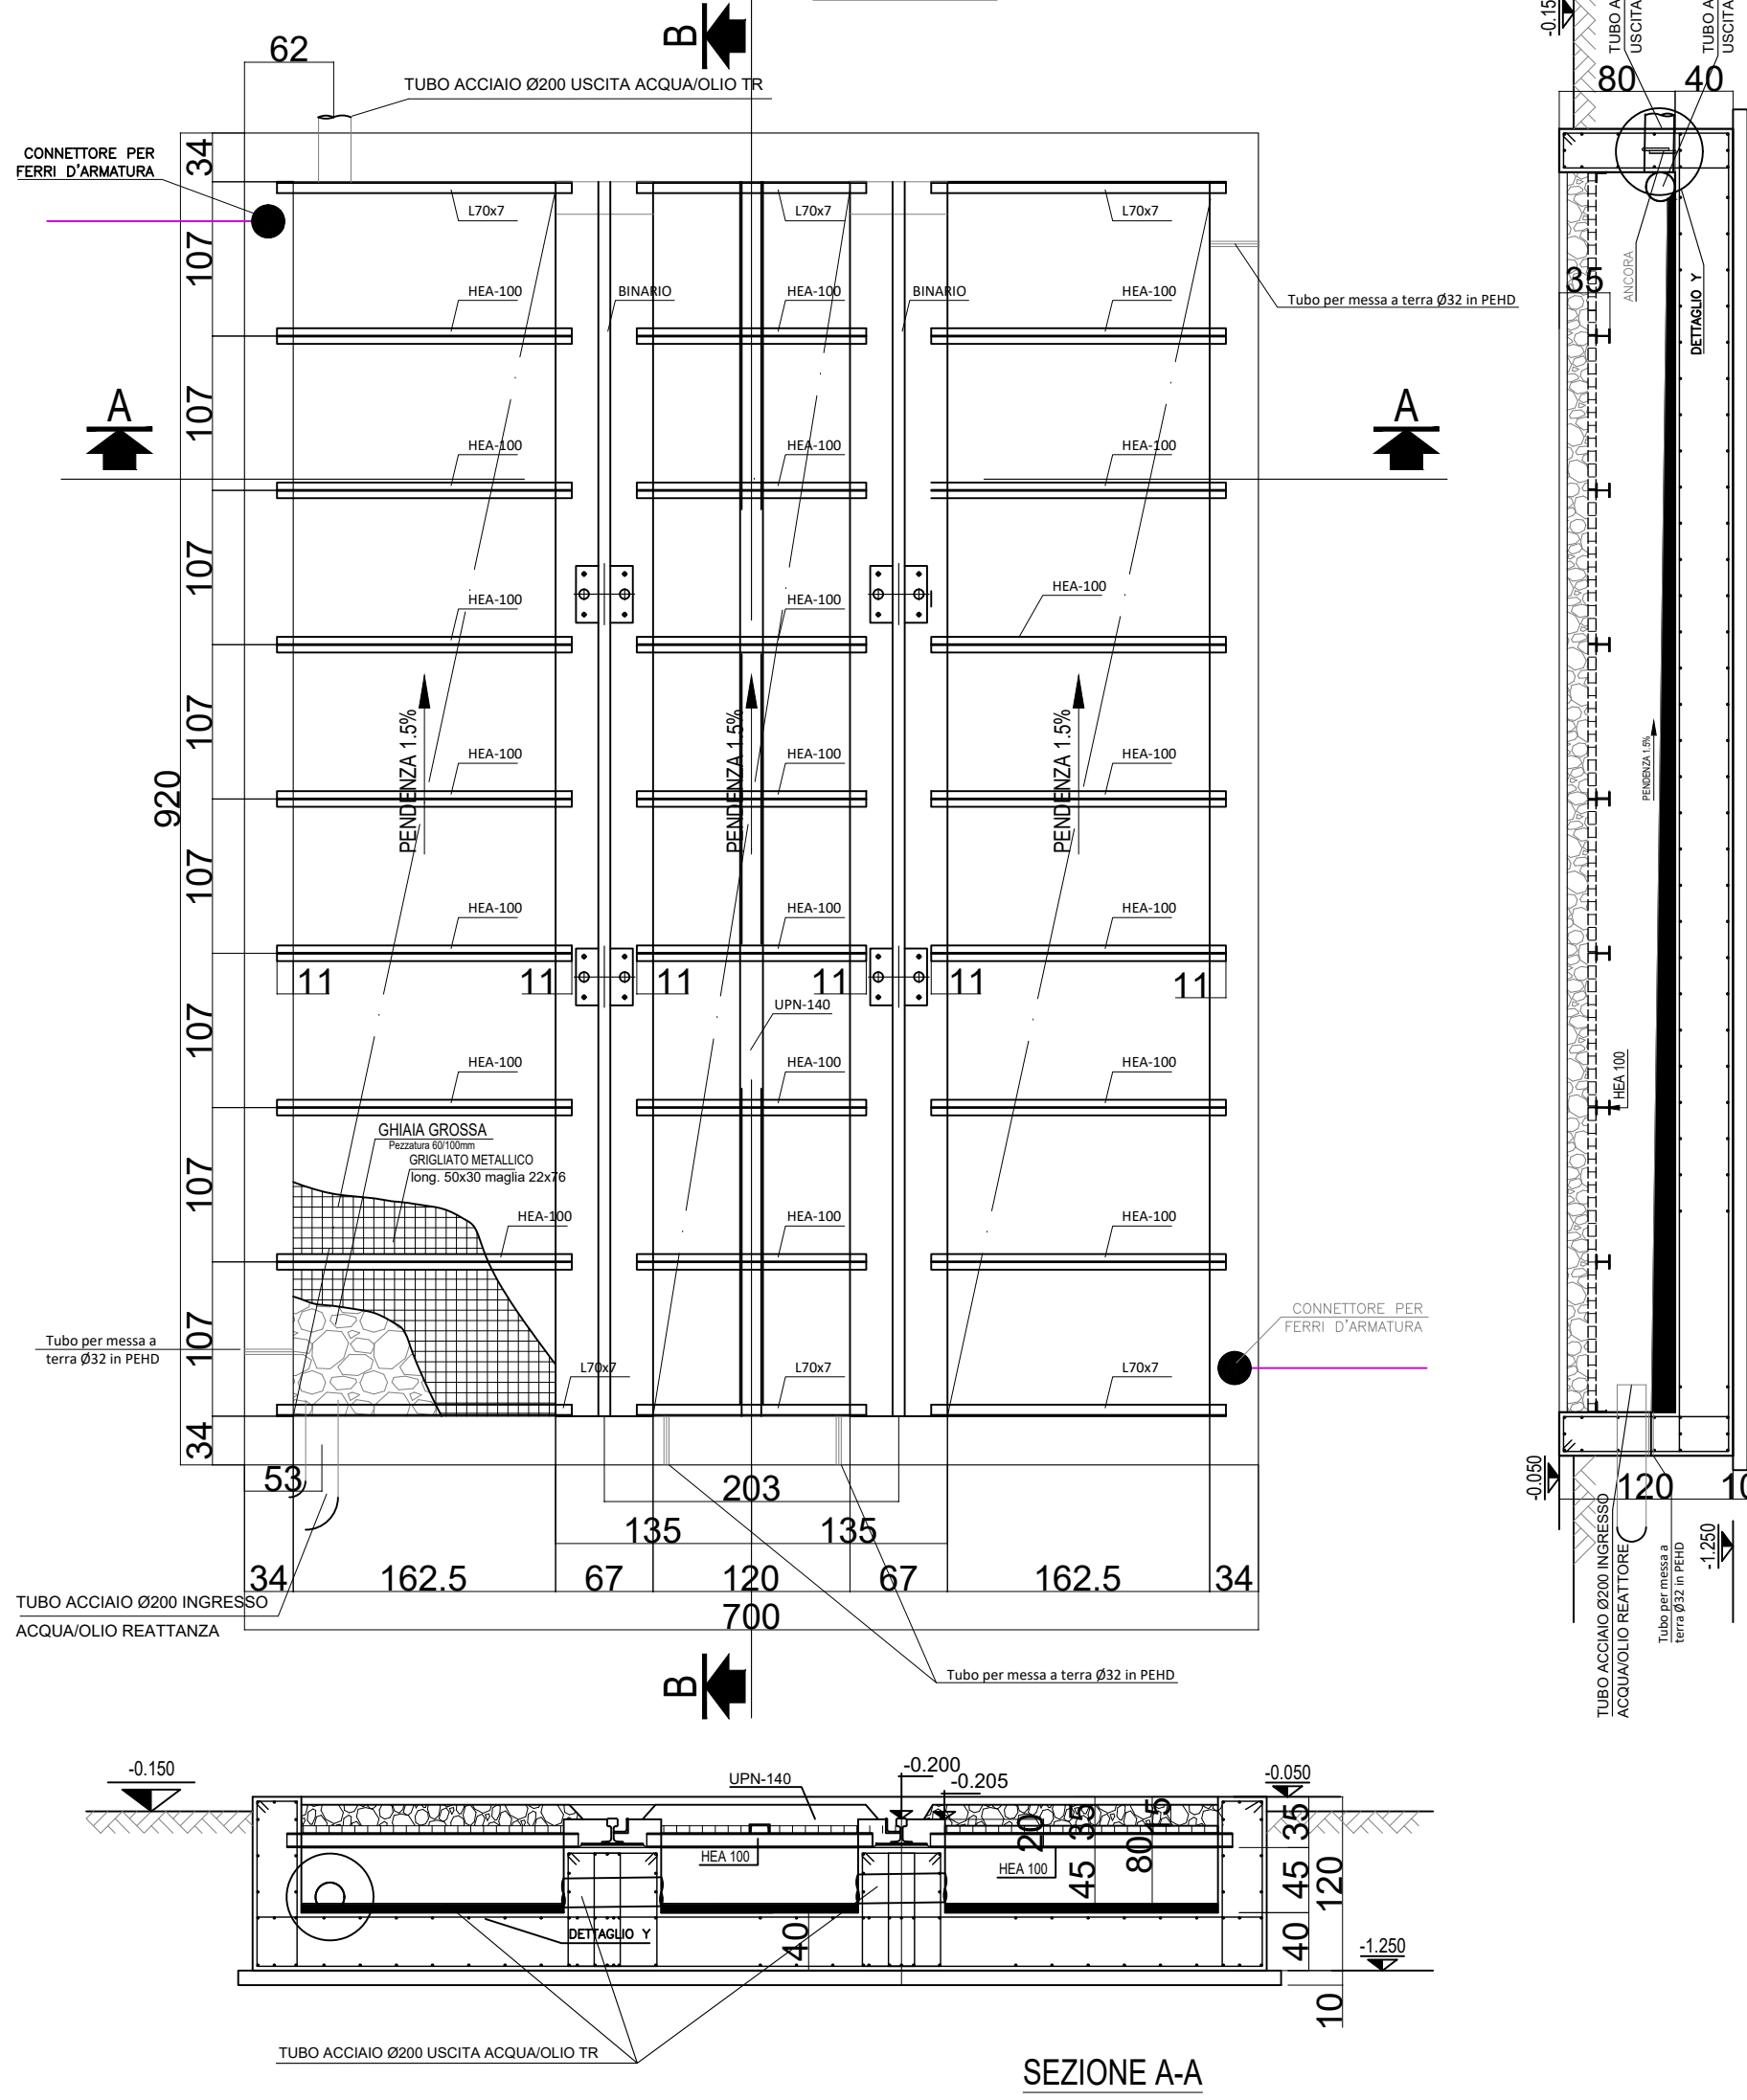 B
62
TUBO ACCIAIO Ø200 USCITA ACQUA/OLIO TR
CONNETTORE PER
FERRI D'ARMATURA
34
L70x7
L70x7
L70x7
107
HEA-100
BINARIO
HEA-100
BINARIO
HEA-100
Tubo per messa a terra Ø32 in PEHD
A
A
107
HEA-100
HEA-100
HEA-100
107
HEA-100
HEA-100
HEA-100
107
PENDENZA 1.5%
PENDENZA 1.5%
PENDENZA 1.5%
HEA-100
HEA-100
HEA-100
920
107
HEA-100
HEA-100
HEA-100
11
11
11
11
11
11
107
UPN-140
HEA-100
HEA-100
HEA-100
GHIAIA GROSSA
Pezzatura 60/100mm
GRIGLIATO METALLICO
long. 50x30 maglia 22x76
107
HEA-100
HEA-100
HEA-100
CONNETTORE PER
FERRI D'ARMATURA
107
Tubo per messa a
terra Ø32 in PEHD
L70x7
L70x7
L70x7
34
53
203
135
135
34
162.5
67
120
67
162.5
34
700
TUBO ACCIAIO Ø200 INGRESSO
ACQUA/OLIO REATTANZA
Tubo per messa a terra Ø32 in PEHD
B
-0.15
TUBO A
USCITA
TUBO A
USCITA
80
40
35
ANCORA
DETTAGLIO Y
PENDENZA 1.5%
HEA 100
-0.050
120
10
-1.250
TUBO ACCIAIO Ø200 INGRESSO
ACQUA/OLIO REATTORE
Tubo per messa a
terra Ø32 in PEHD
-0.150
UPN-140
-0.200
-0.205
-0.050
20
35
15
35
HEA 100
HEA 100
45
80
45
120
DETTAGLIO Y
40
40
-1.250
10
TUBO ACCIAIO Ø200 USCITA ACQUA/OLIO TR
SEZIONE A-A